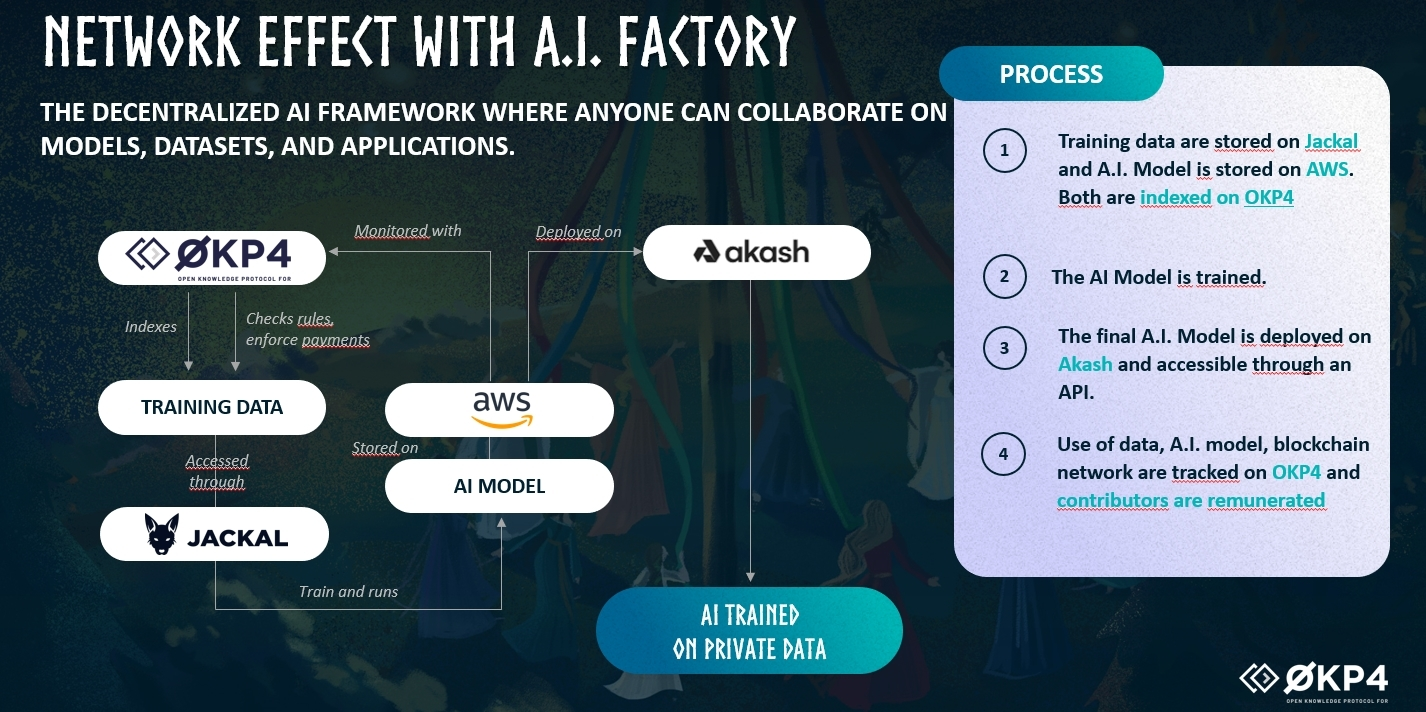 NETWORK EFFECT WITH A.I. FACTORY
THE DECENTRALIZED AI FRAMEWORK WHERE ANYONE CAN COLLABORATE ON
MODELS, DATASETS, AND APPLICATIONS.
ØKP4
OPEN KNOWLEDGE PROTOCOL FOR
Monitored with
Deployed on
akash
Indexes
Checks rules,
enforce payments
TRAINING DATA
aws
Accessed
through
Stored on
AI MODEL
JACKAL
Train and runs
AI TRAINED
ON PRIVATE DATA
PROCESS
1
Training data are stored on Jackal
and A.I. Model is stored on AWS.
Both are indexed on OKP4
2
The AI Model is trained.
3
The final A.I. Model is deployed on
Akash and accessible through an
API.
4
Use of data, A.I. model, blockchain
network are tracked on OKP4 and
contributors are remunerated
ØKP4
OPEN KNOWLEDGE PROTOCOL FOR